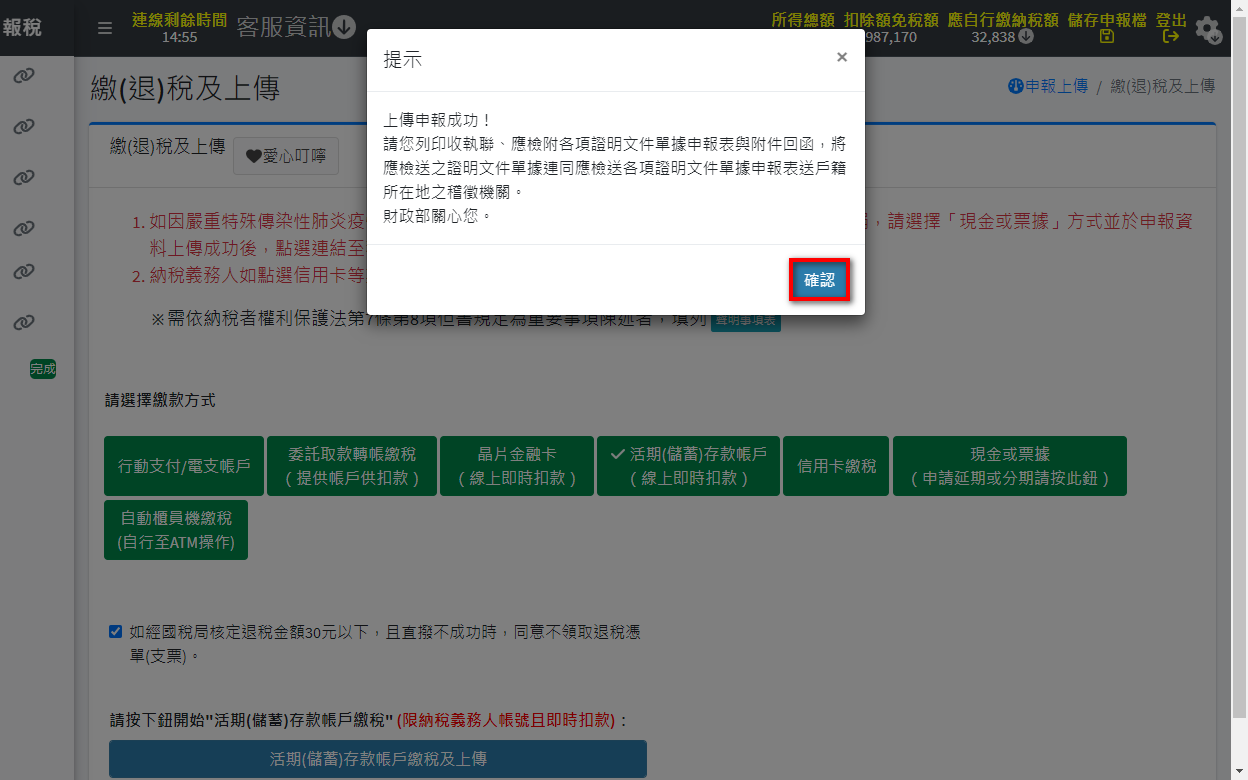 報稅
連線剩餘時間
14:55
客服資訊
所得總額 扣除額免稅額 應自行繳納稅額 儲存申報檔 登出
987,170 32,838
繳(退)稅及上傳
申報上傳 / 繳(退)稅及上傳
繳(退)稅及上傳 愛心叮嚀
提示
×
上傳申報成功！
請您列印收執聯、應檢附各項證明文件單據申報表與附件回函，將
應檢送之證明文件單據連同應檢送各項證明文件單據申報表送戶籍
所在地之稽徵機關。
財政部關心您。
確認
1. 如因嚴重特殊傳染性肺炎疫
，請選擇「現金或票據」方式並於申報資
料上傳成功後，點選連結至
2. 納稅義務人如點選信用卡等
※需依納稅者權利保護法第7條第8項但書規定為重要事項陳述者，填列 聲明事項表
完成
請選擇繳款方式
行動支付/電支帳戶
委託取款轉帳繳稅
（提供帳戶供扣款）
晶片金融卡
（線上即時扣款）
活期(儲蓄)存款帳戶
（線上即時扣款）
信用卡繳稅
現金或票據
（申請延期或分期請按此鈕）
自動櫃員機繳稅
(自行至ATM操作)
如經國稅局核定退稅金額30元以下，且直撥不成功時，同意不領取退稅憑
單(支票)。
請按下鈕開始"活期(儲蓄)存款帳戶繳稅" (限納稅義務人帳號且即時扣款)：
活期(儲蓄)存款帳戶繳稅及上傳